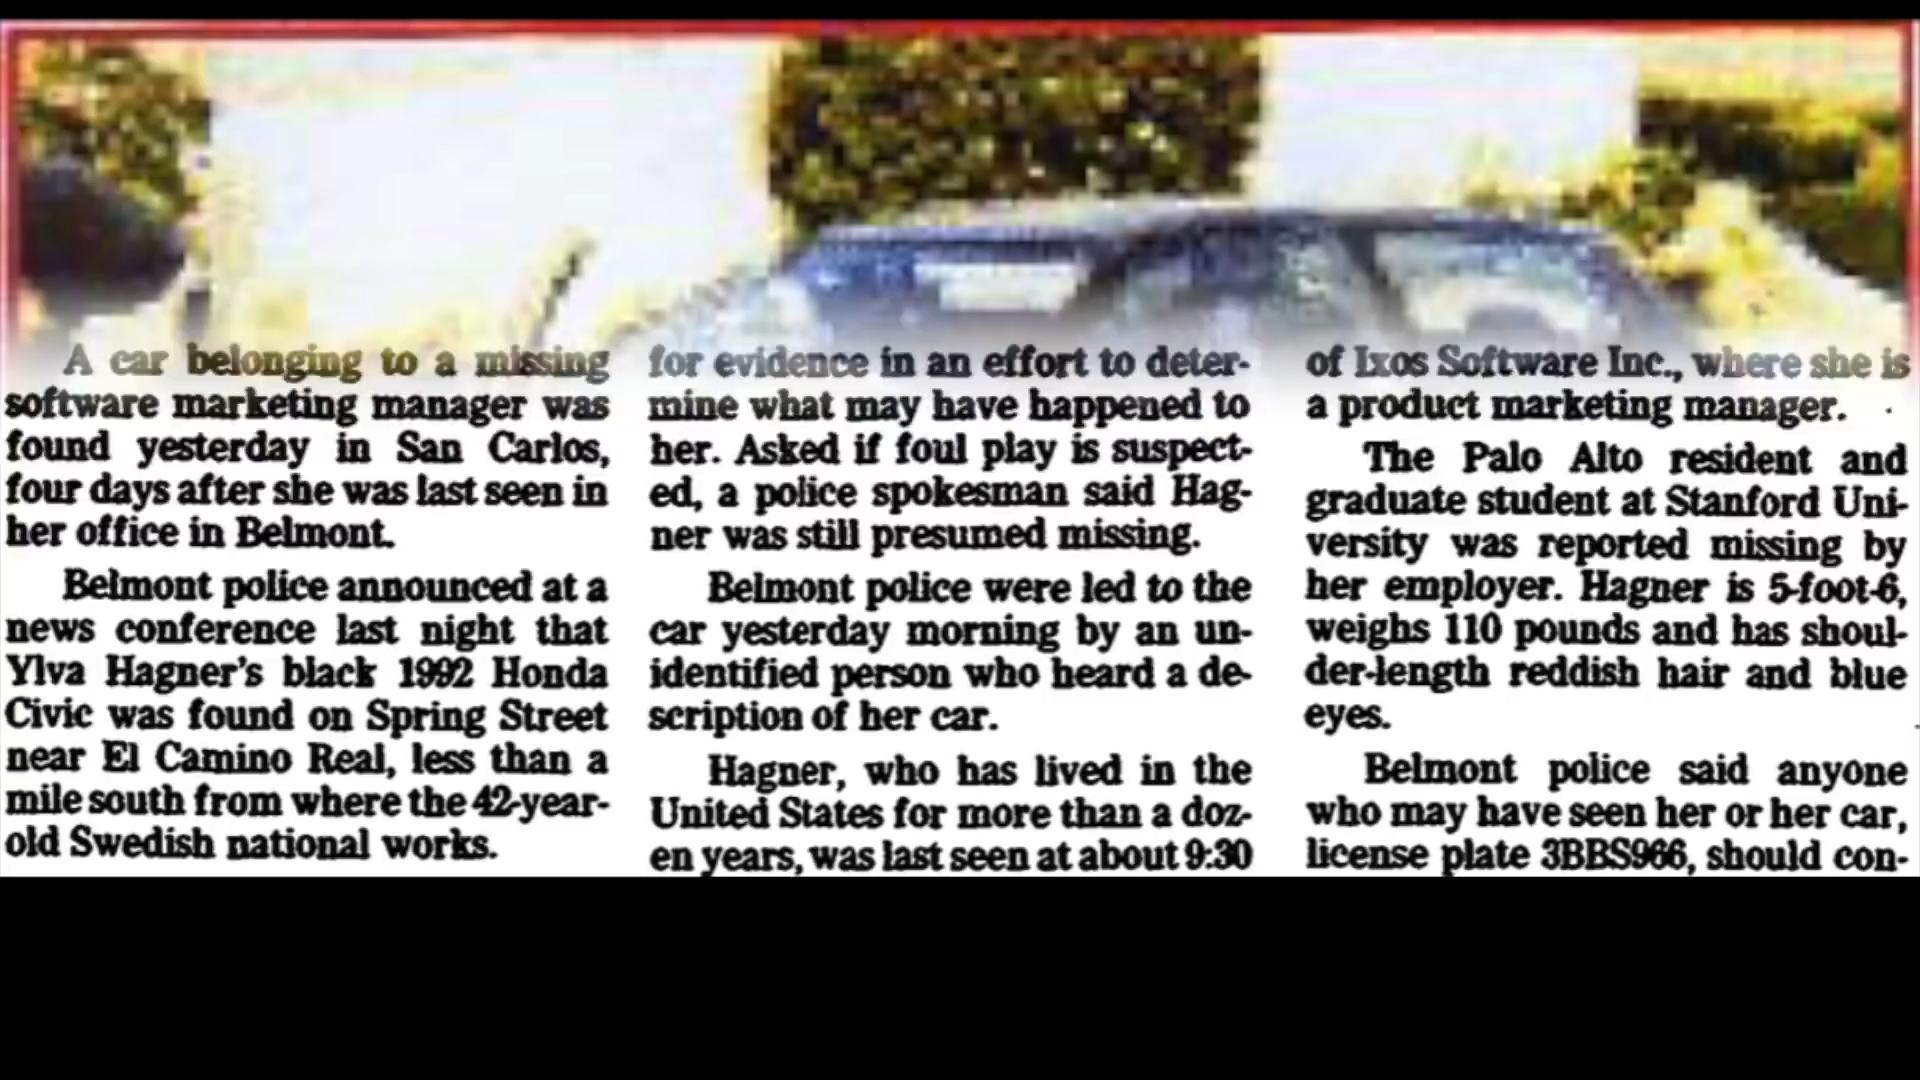 A car belonging to a missing
software marketing manager was
found yesterday in San Carlos,
four days after she was last seen in
her office in Belmont.
Belmont police announced at a
news conference last night that
Ylva Hagner's black 1992 Honda
Civic was found on Spring Street
near El Camino Real, less than a
mile south from where the 42-year-
old Swedish national works.
for evidence in an effort to deter-
mine what may have happened to
her. Asked if foul play is suspect-
ed, a police spokesman said Hag-
ner was still presumed missing.
Belmont police were led to the
car yesterday morning by an un-
identified person who heard a de-
scription of her car.
Hagner, who has lived in the
United States for more than a doz-
en years, was last seen at about 9:30
of Ixos Software Inc., where she is
a product marketing manager.
The Palo Alto resident and
graduate student at Stanford Uni-
versity was reported missing by
her employer. Hagner is 5-foot-6,
weighs 110 pounds and has shoul-
der-length reddish hair and blue
eyes.
Belmont police said anyone
who may have seen her or her car,
license plate 3BBS966, should con-